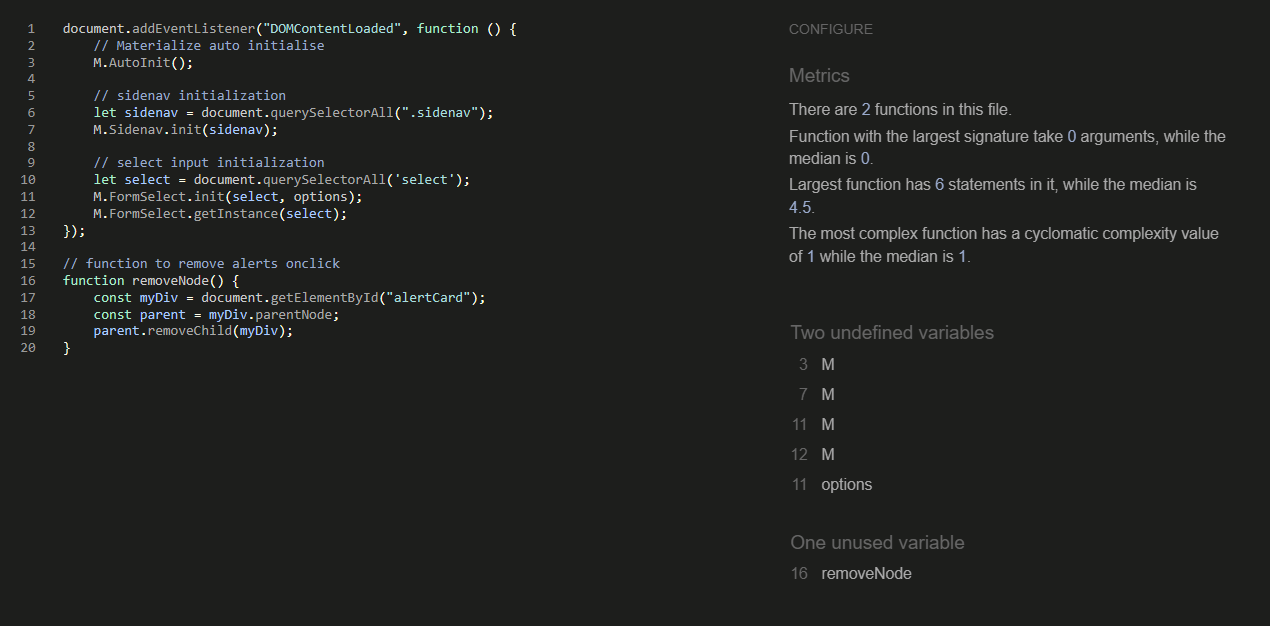 1 document.addEventListener("DOMContentLoaded", function () {
2 // Materialize auto initialise
3 M.AutoInit();
4
5 // sidenav initialization
6 let sidenav = document.querySelectorAll(".sidenav");
7 M.Sidenav.init(sidenav);
8
9 // select input initialization
10 let select = document.querySelectorAll('select');
11 M.FormSelect.init(select, options);
12 M.FormSelect.getInstance(select);
13 });
14
15 // function to remove alerts onclick
16 function removeNode() {
17 const myDiv = document.getElementById("alertCard");
18 const parent = myDiv.parentNode;
19 parent.removeChild(myDiv);
20 }
CONFIGURE
Metrics
There are 2 functions in this file.
Function with the largest signature take 0 arguments, while the
median is 0.
Largest function has 6 statements in it, while the median is
4.5.
The most complex function has a cyclomatic complexity value
of 1 while the median is 1.
Two undefined variables
3 M
7 M
11 M
12 M
11 options
One unused variable
16 removeNode